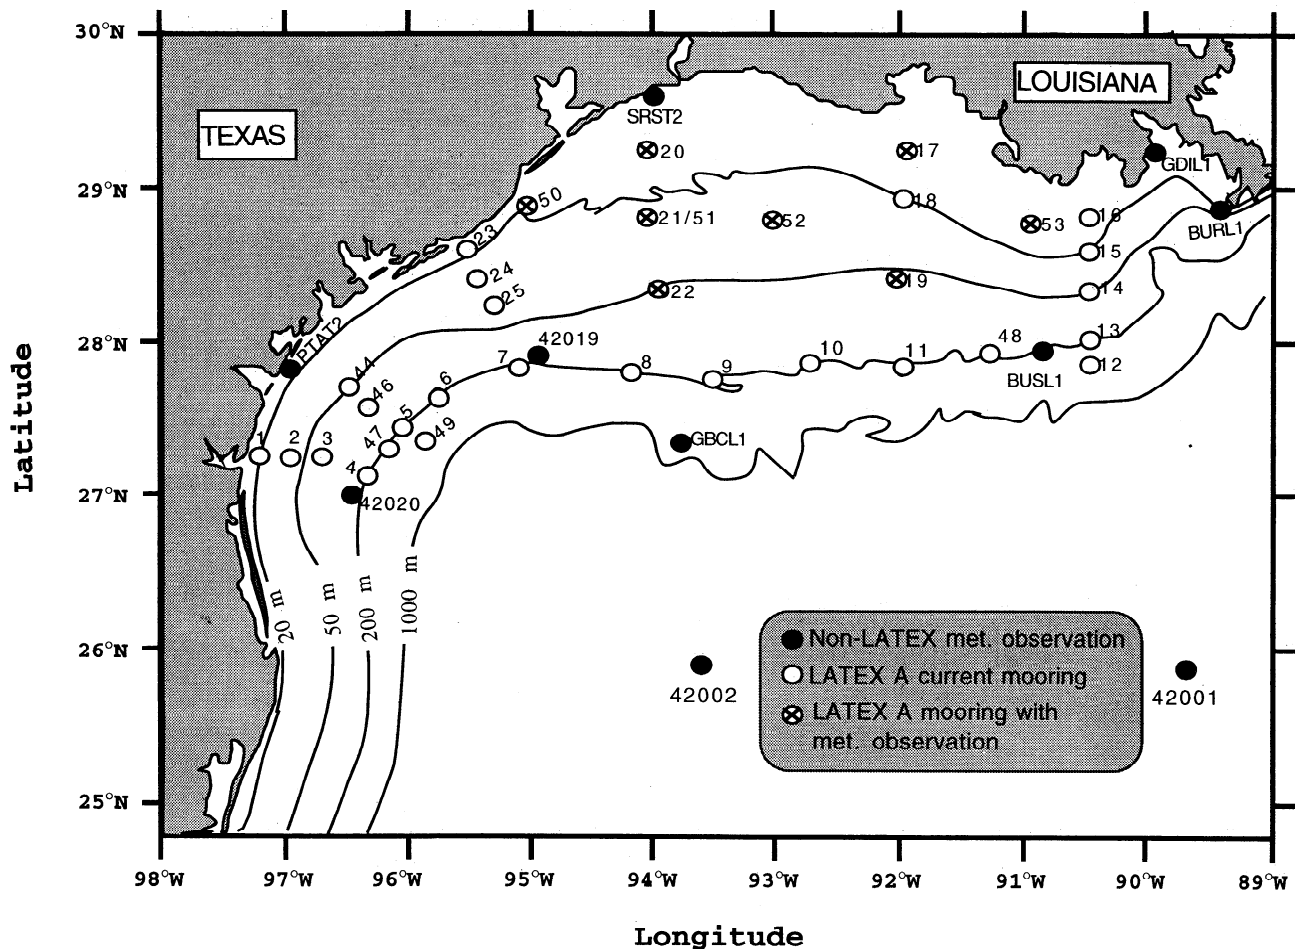 30°N
LOUISIANA
TEXAS
SRST2
20
17
GDIL1
29°N
50
18
21/51
52
53
16
BURL1
23
15
24
25
22
19
14
PTAT2
28°N
42019
13
48
10
11
7
8
9
12
BUSL1
44
46
6
5
49
47
GBCL1
1
2
3
4
42020
27°N
20 m
50 m
200 m
1000 m
26°N
42002
42001
Non-LATEX met. observation
LATEX A current mooring
LATEX A mooring with
met. observation
25°N
98°W
97°W
96°W
95°W
94°W
93°W
92°W
91°W
90°W
89°W
Latitude
Longitude